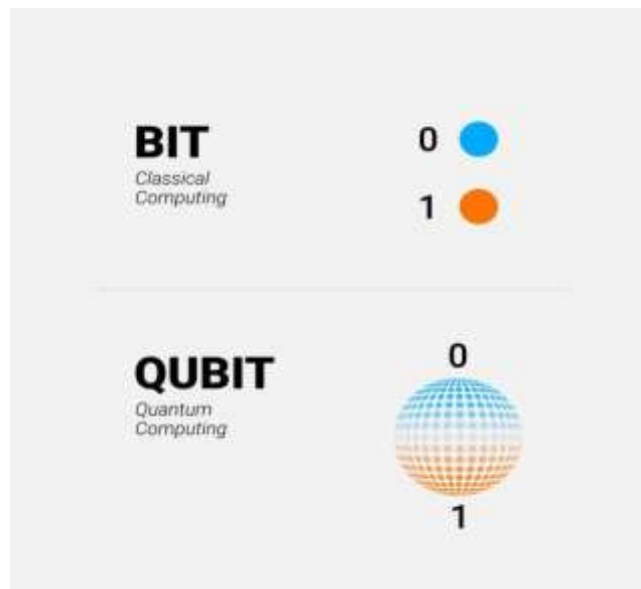 BIT
Classical
Computing
0
1
QUBIT
Quantum
Computing
0
1